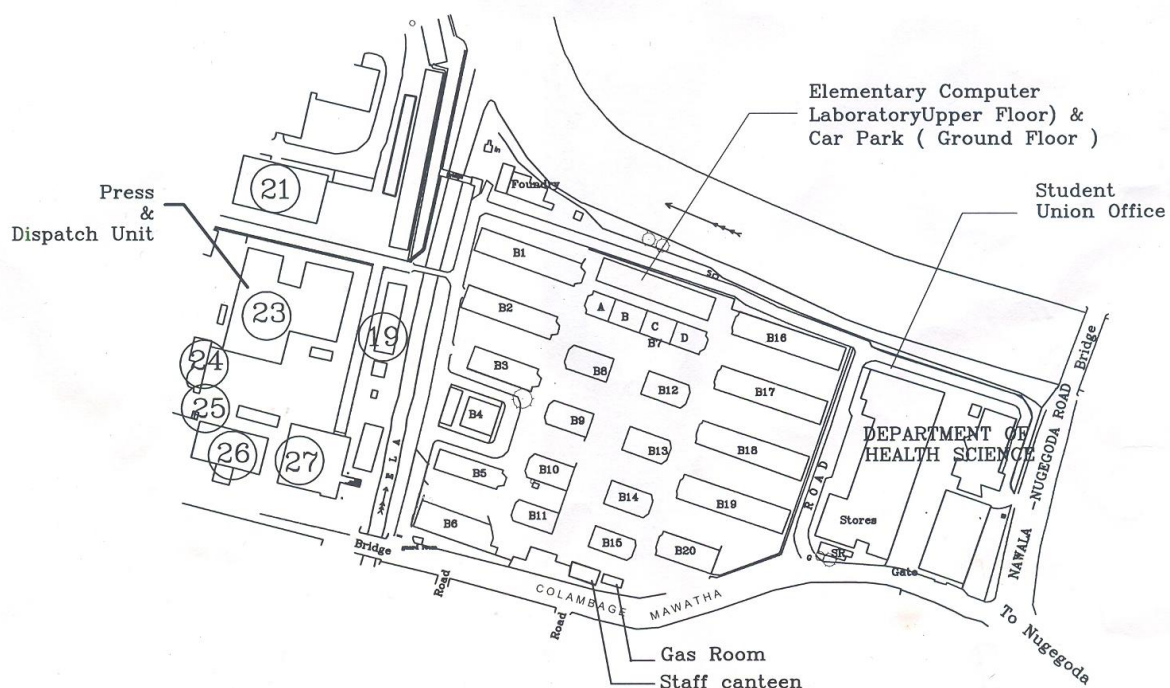 Elementary Computer
LaboratoryUpper Floor) &
Car Park ( Ground Floor )
Student
Union Office
Press
&
Dispatch Unit
21
Foundry
B1
B2
B3
B4
B5
B6
A
B
C
D
B7
B8
B9
B10
B11
B12
B13
B14
B15
B16
B17
B18
B19
B20
19
23
24
25
26
27
E L A
Bridge
guard room
Road
Road
COLAMBAGE MAWATHA
ROAD
DEPARTMENT OF
HEALTH SCIENCE
Stores
SR
G
Gate
NAWALA -NUGEGODA ROAD
Bridge
To Nugegoda
Gas Room
Staff canteen